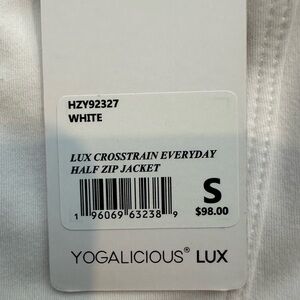 HZY92327
WHITE
LUX CROSSTRAIN EVERYDAY
HALF ZIP JACKET
S
$98.00
1 96069 63238 9
YOGALICIOUS® LUX